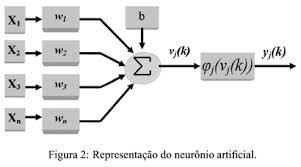 X₁ w₁ b
X₂ w₂ vⱼ(k) yⱼ(k)
Σ φⱼ(vⱼ(k))
X₃ w₃
Xₙ wₙ
Figura 2: Representação do neurônio artificial.